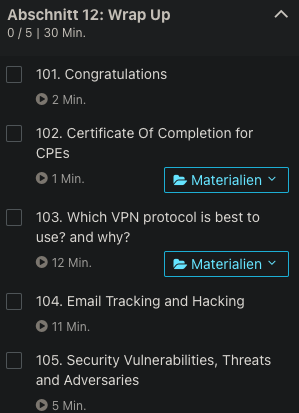 Abschnitt 12: Wrap Up
0 / 5 | 30 Min.
101. Congratulations
2 Min.
102. Certificate Of Completion for
CPEs
1 Min.
Materialien
103. Which VPN protocol is best to
use? and why?
12 Min.
Materialien
104. Email Tracking and Hacking
11 Min.
105. Security Vulnerabilities, Threats
and Adversaries
5 Min.